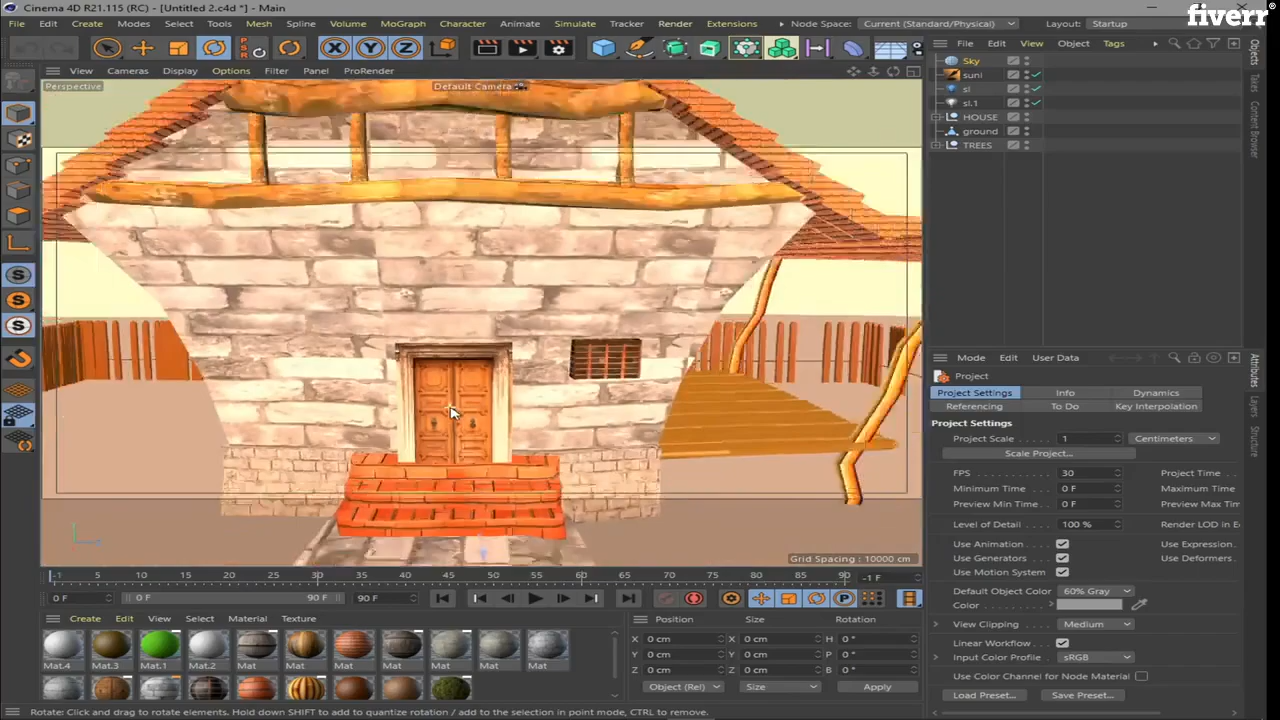 Cinema 4D R21.115 (RC) - [Untitled 2.c4d *] - Main
fiverr®
File Edit Create Modes Select Tools Mesh Spline Volume MoGraph Character Animate Simulate Tracker Render Extensions Node Space: Current (Standard/Physical) Layout: Startup
PSR
X Y Z
File Edit View Object Tags
View Cameras Display Options Filter Panel ProRender
Perspective
Default Camera
Sky
suni
sl
sl.1
HOUSE
ground
TREES
Objects
Takes
Content Browser
Attributes
Layers
Structure
S
S
S
Mode Edit User Data
Project
Project Settings Info Dynamics
Referencing To Do Key Interpolation
Project Settings
Project Scale 1 Centimeters
Scale Project...
FPS 30 Project Time
Minimum Time 0 F Maximum Time
Preview Min Time 0 F Preview Max Tir
Level of Detail 100 % Render LOD in E
Use Animation Use Expression
Use Generators Use Deformers
Use Motion System
Default Object Color 60% Gray
Color
View Clipping Medium
Linear Workflow
Input Color Profile sRGB
Use Color Channel for Node Material
Load Preset... Save Preset...
Grid Spacing : 10000 cm
-1 5 10 15 20 25 30 35 40 45 50 55 60 65 70 75 80 85 90 -1 F
0 F 0 F 90 F 90 F
P
Create Edit View Select Material Texture
Mat.4 Mat.3 Mat.1 Mat.2 Mat Mat Mat Mat Mat Mat Mat
Position Size Rotation
X 0 cm X 0 cm H 0 °
Y 0 cm Y 0 cm P 0 °
Z 0 cm Z 0 cm B 0 °
Object (Rel) Size Apply
Rotate: Click and drag to rotate elements. Hold down SHIFT to add to quantize rotation / add to the selection in point mode, CTRL to remove.